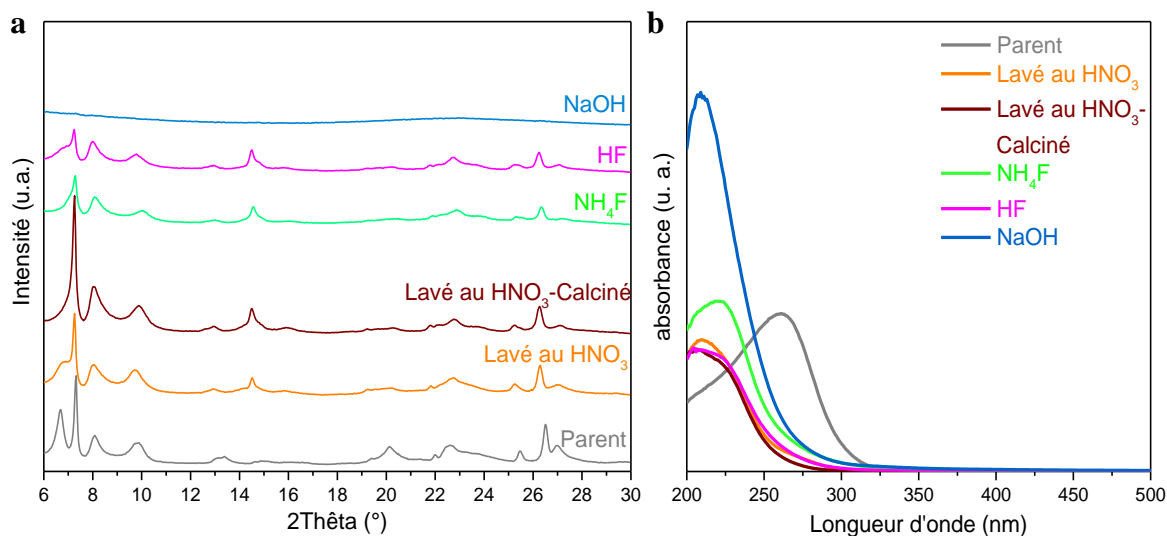 a
NaOH
HF
NH₄F
Lavé au HNO₃-Calciné
Lavé au HNO₃
Parent
Intensité (u.a.)
6 8 10 12 14 16 18 20 22 24 26 28 30
2Thêta (°)
b
Parent
Lavé au HNO₃
Lavé au HNO₃-
Calciné
NH₄F
HF
NaOH
absorbance (u. a.)
200 250 300 350 400 450 500
Longueur d'onde (nm)